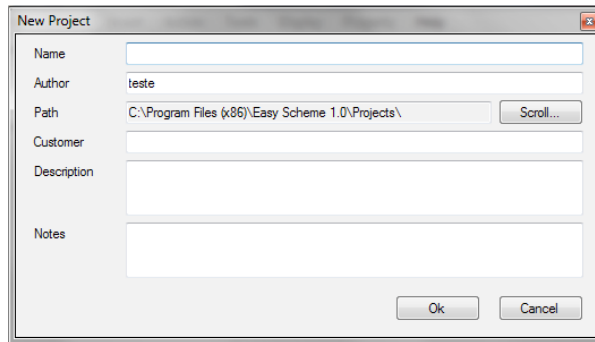 New Project
Name
Author teste
Path C:\Program Files (x86)\Easy Scheme 1.0\Projects\ Scroll...
Customer
Description
Notes
Ok Cancel